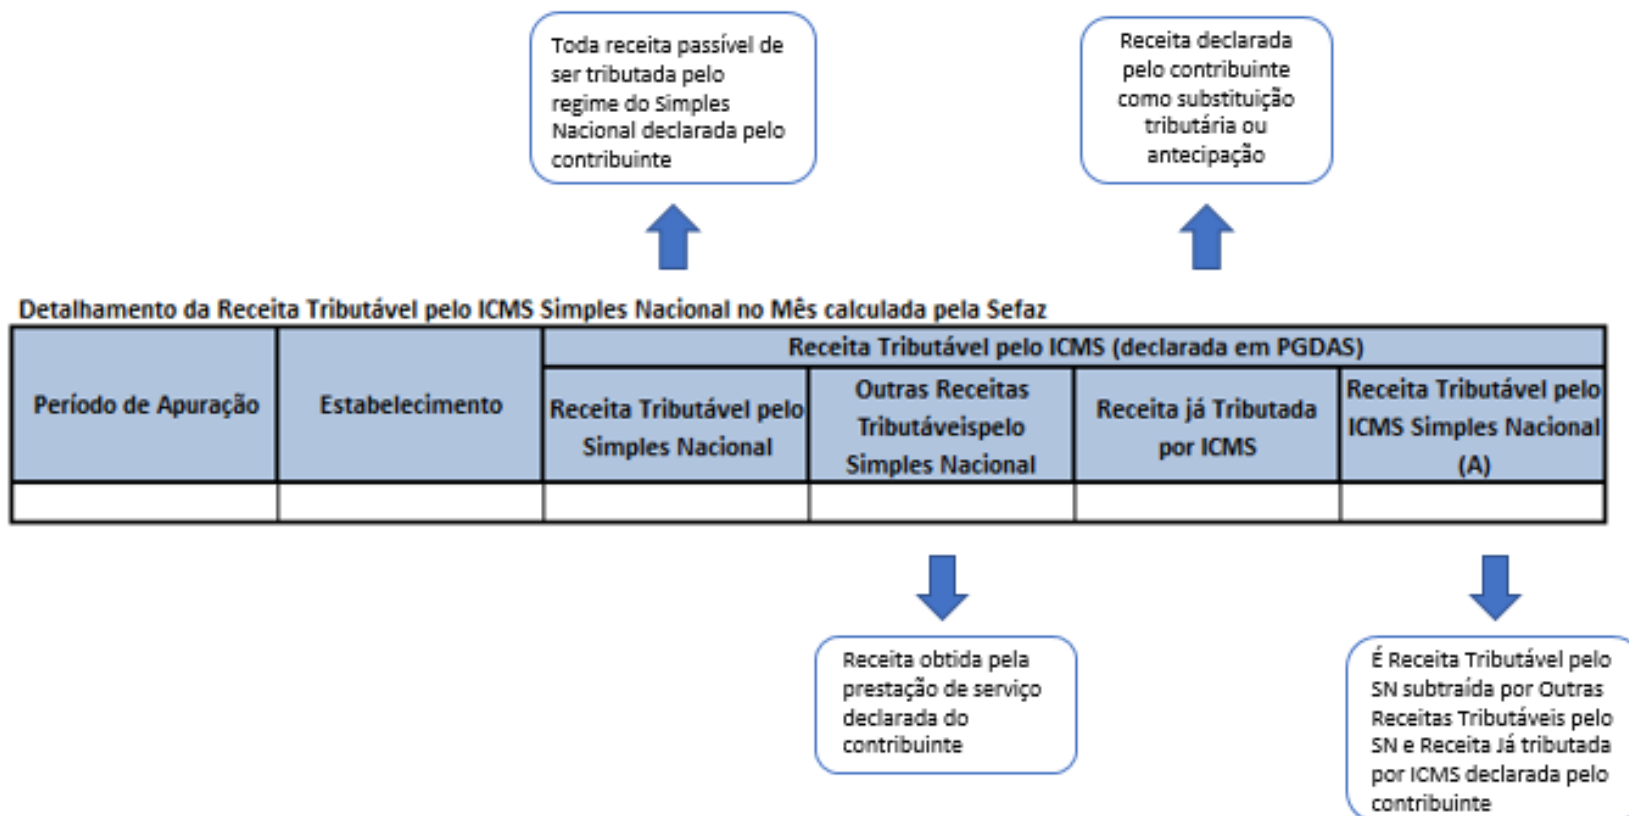 Toda receita passível de
ser tributada pelo
regime do Simples
Nacional declarada pelo
contribuinte
Receita declarada
pelo contribuinte
como substituição
tributária ou
antecipação
Detalhamento da Receita Tributável pelo ICMS Simples Nacional no Mês calculada pela Sefaz
Período de Apuração
Estabelecimento
Receita Tributável pelo ICMS (declarada em PGDAS)
Receita Tributável pelo
Simples Nacional
Outras Receitas
Tributáveispelo
Simples Nacional
Receita já Tributada
por ICMS
Receita Tributável pelo
ICMS Simples Nacional
(A)
Receita obtida pela
prestação de serviço
declarada do
contribuinte
É Receita Tributável pelo
SN subtraída por Outras
Receitas Tributáveis pelo
SN e Receita Já tributada
por ICMS declarada pelo
contribuinte